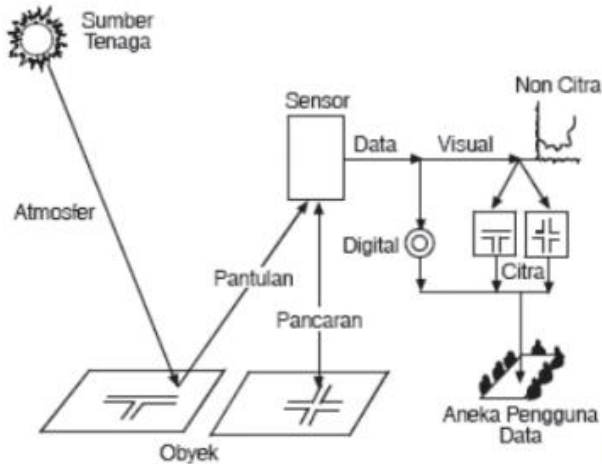 Sumber
Tenaga
Non Citra
Sensor
Data
Visual
Atmosfer
Digital
Citra
Pantulan
Pancaran
Obyek
Aneka Pengguna
Data